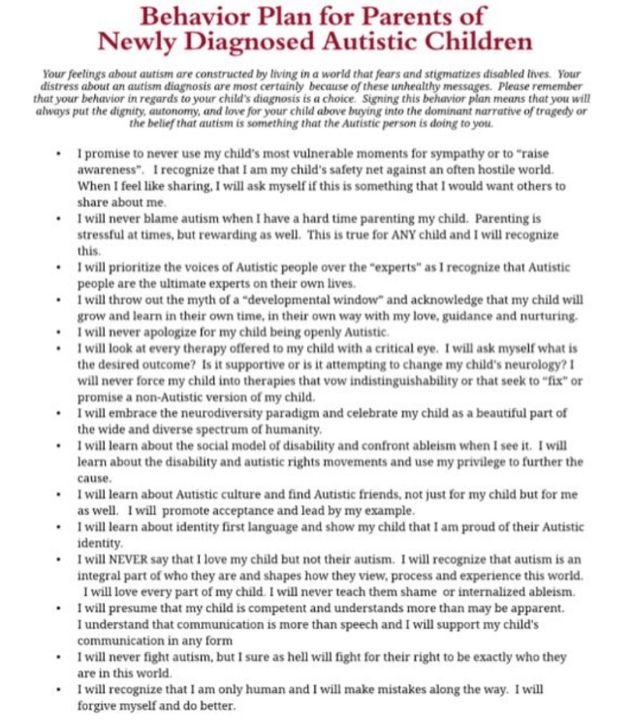 Behavior Plan for Parents of
Newly Diagnosed Autistic Children
Your feelings about autism are constructed by living in a world that fears and stigmatizes disabled lives. Your
distress about an autism diagnosis are most certainly because of these unhealthy messages. Please remember
that your behavior in regards to your child's diagnosis is a choice. Signing this behavior plan means that you will
always put the dignity, autonomy, and love for your child above buying into the dominant narrative of tragedy or
the belief that autism is something that the Autistic person is doing to you.
• I promise to never use my child's most vulnerable moments for sympathy or to "raise
awareness". I recognize that I am my child's safety net against an often hostile world.
When I feel like sharing, I will ask myself if this is something that I would want others to
share about me.
• I will never blame autism when I have a hard time parenting my child. Parenting is
stressful at times, but rewarding as well. This is true for ANY child and I will recognize
this.
• I will prioritize the voices of Autistic people over the "experts" as I recognize that Autistic
people are the ultimate experts on their own lives.
• I will throw out the myth of a "developmental window" and acknowledge that my child will
grow and learn in their own time, in their own way with my love, guidance and nurturing.
• I will never apologize for my child being openly Autistic.
• I will look at every therapy offered to my child with a critical eye. I will ask myself what is
the desired outcome? Is it supportive or is it attempting to change my child's neurology? I
will never force my child into therapies that vow indistinguishability or that seek to "fix" or
promise a non-Autistic version of my child.
• I will embrace the neurodiversity paradigm and celebrate my child as a beautiful part of
the wide and diverse spectrum of humanity.
• I will learn about the social model of disability and confront ableism when I see it. I will
learn about the disability and autistic rights movements and use my privilege to further the
cause.
• I will learn about Autistic culture and find Autistic friends, not just for my child but for me
as well. I will promote acceptance and lead by my example.
• I will learn about identity first language and show my child that I am proud of their Autistic
identity.
• I will NEVER say that I love my child but not their autism. I will recognize that autism is an
integral part of who they are and shapes how they view, process and experience this world.
I will love every part of my child. I will never teach them shame or internalized ableism.
• I will presume that my child is competent and understands more than may be apparent.
I understand that communication is more than speech and I will support my child's
communication in any form
• I will never fight autism, but I sure as hell will fight for their right to be exactly who they
are in this world.
• I will recognize that I am only human and I will make mistakes along the way. I will
forgive myself and do better.